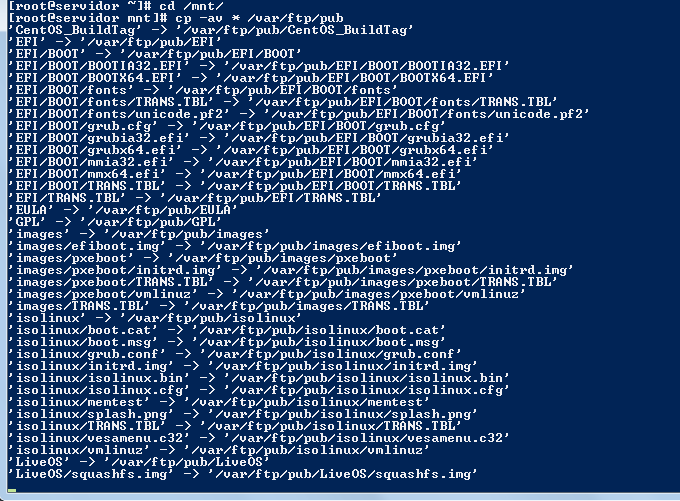 [root@servidor ~]# cd /mnt/
[root@servidor mnt]# cp -av * /var/ftp/pub
'CentOS_BuildTag' -> '/var/ftp/pub/CentOS_BuildTag'
'EFI' -> '/var/ftp/pub/EFI'
'EFI/BOOT' -> '/var/ftp/pub/EFI/BOOT'
'EFI/BOOT/BOOTIA32.EFI' -> '/var/ftp/pub/EFI/BOOT/BOOTIA32.EFI'
'EFI/BOOT/BOOTX64.EFI' -> '/var/ftp/pub/EFI/BOOT/BOOTX64.EFI'
'EFI/BOOT/fonts' -> '/var/ftp/pub/EFI/BOOT/fonts'
'EFI/BOOT/fonts/TRANS.TBL' -> '/var/ftp/pub/EFI/BOOT/fonts/TRANS.TBL'
'EFI/BOOT/fonts/unicode.pf2' -> '/var/ftp/pub/EFI/BOOT/fonts/unicode.pf2'
'EFI/BOOT/grub.cfg' -> '/var/ftp/pub/EFI/BOOT/grub.cfg'
'EFI/BOOT/grubia32.efi' -> '/var/ftp/pub/EFI/BOOT/grubia32.efi'
'EFI/BOOT/grubx64.efi' -> '/var/ftp/pub/EFI/BOOT/grubx64.efi'
'EFI/BOOT/mmia32.efi' -> '/var/ftp/pub/EFI/BOOT/mmia32.efi'
'EFI/BOOT/mmx64.efi' -> '/var/ftp/pub/EFI/BOOT/mmx64.efi'
'EFI/BOOT/TRANS.TBL' -> '/var/ftp/pub/EFI/BOOT/TRANS.TBL'
'EFI/TRANS.TBL' -> '/var/ftp/pub/EFI/TRANS.TBL'
'EULA' -> '/var/ftp/pub/EULA'
'GPL' -> '/var/ftp/pub/GPL'
'images' -> '/var/ftp/pub/images'
'images/efiboot.img' -> '/var/ftp/pub/images/efiboot.img'
'images/pxeboot' -> '/var/ftp/pub/images/pxeboot'
'images/pxeboot/initrd.img' -> '/var/ftp/pub/images/pxeboot/initrd.img'
'images/pxeboot/TRANS.TBL' -> '/var/ftp/pub/images/pxeboot/TRANS.TBL'
'images/pxeboot/vmlinuz' -> '/var/ftp/pub/images/pxeboot/vmlinuz'
'images/TRANS.TBL' -> '/var/ftp/pub/images/TRANS.TBL'
'isolinux' -> '/var/ftp/pub/isolinux'
'isolinux/boot.cat' -> '/var/ftp/pub/isolinux/boot.cat'
'isolinux/boot.msg' -> '/var/ftp/pub/isolinux/boot.msg'
'isolinux/grub.conf' -> '/var/ftp/pub/isolinux/grub.conf'
'isolinux/initrd.img' -> '/var/ftp/pub/isolinux/initrd.img'
'isolinux/isolinux.bin' -> '/var/ftp/pub/isolinux/isolinux.bin'
'isolinux/isolinux.cfg' -> '/var/ftp/pub/isolinux/isolinux.cfg'
'isolinux/memtest' -> '/var/ftp/pub/isolinux/memtest'
'isolinux/splash.png' -> '/var/ftp/pub/isolinux/splash.png'
'isolinux/TRANS.TBL' -> '/var/ftp/pub/isolinux/TRANS.TBL'
'isolinux/vesamenu.c32' -> '/var/ftp/pub/isolinux/vesamenu.c32'
'isolinux/vmlinuz' -> '/var/ftp/pub/isolinux/vmlinuz'
'LiveOS' -> '/var/ftp/pub/LiveOS'
'LiveOS/squashfs.img' -> '/var/ftp/pub/LiveOS/squashfs.img'